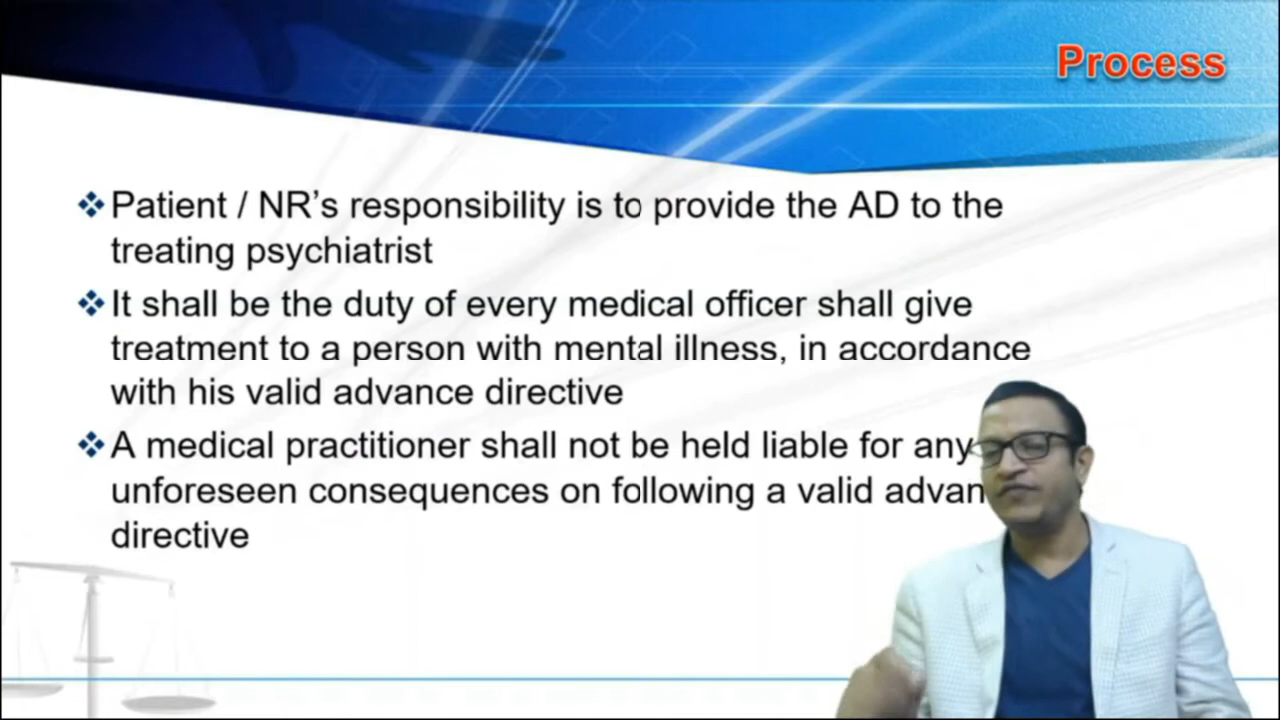 Process
❖ Patient / NR’s responsibility is to provide the AD to the
treating psychiatrist
❖ It shall be the duty of every medical officer shall give
treatment to a person with mental illness, in accordance
with his valid advance directive
❖ A medical practitioner shall not be held liable for any
unforeseen consequences on following a valid advan
directive